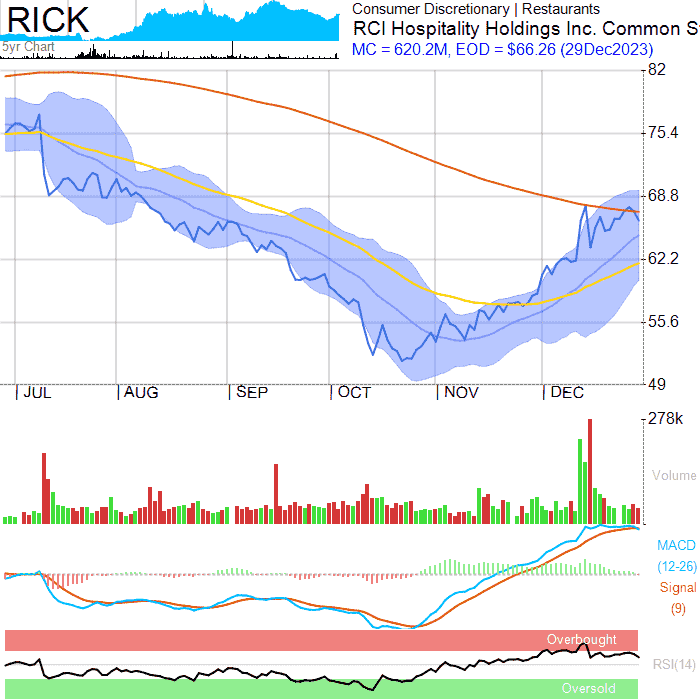 RICK
5yr Chart
Consumer Discretionary | Restaurants
RCI Hospitality Holdings Inc. Common S
MC = 620.2M, EOD = $66.26 (29Dec2023)
82
75.4
68.8
62.2
55.6
49
JUL
AUG
SEP
OCT
NOV
DEC
278k
Volume
MACD
(12-26)
Signal
(9)
Overbought
RSI(14)
Oversold